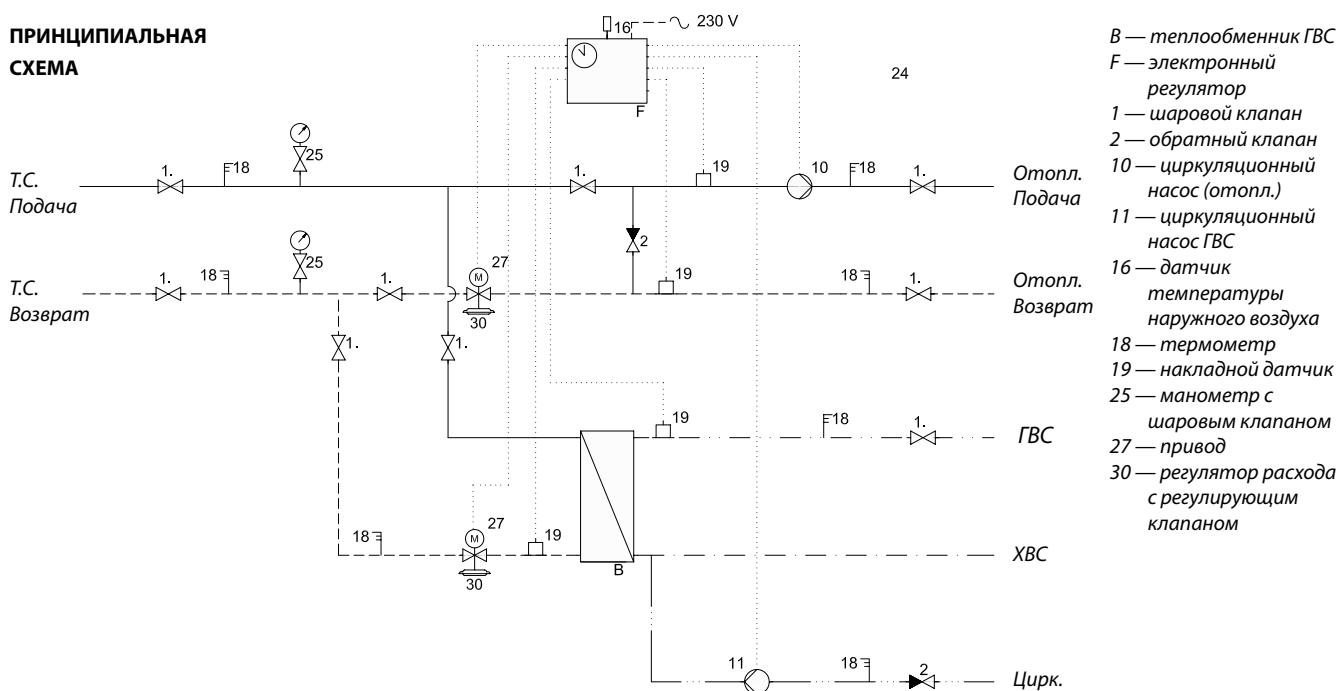 ПРИНЦИПИАЛЬНАЯ
СХЕМА
16
230 V
F
24
Т.С.
Подача
1.
18
25
1.
19
10
18
1.
Отопл.
Подача
2
Т.С.
Возврат
1.
18
25
1.
27
М
30
19
18
1.
Отопл.
Возврат
1.
1.
19
18
1.
ГВС
18
27
М
30
19
В
ХВС
11
18
2
Цирк.
В — теплообменник ГВС
F — электронный
регулятор
1 — шаровой клапан
2 — обратный клапан
10 — циркуляционный
насос (отопл.)
11 — циркуляционный
насос ГВС
16 — датчик
температуры
наружного воздуха
18 — термометр
19 — накладной датчик
25 — манометр с
шаровым клапаном
27 — привод
30 — регулятор расхода
с регулирующим
клапаном